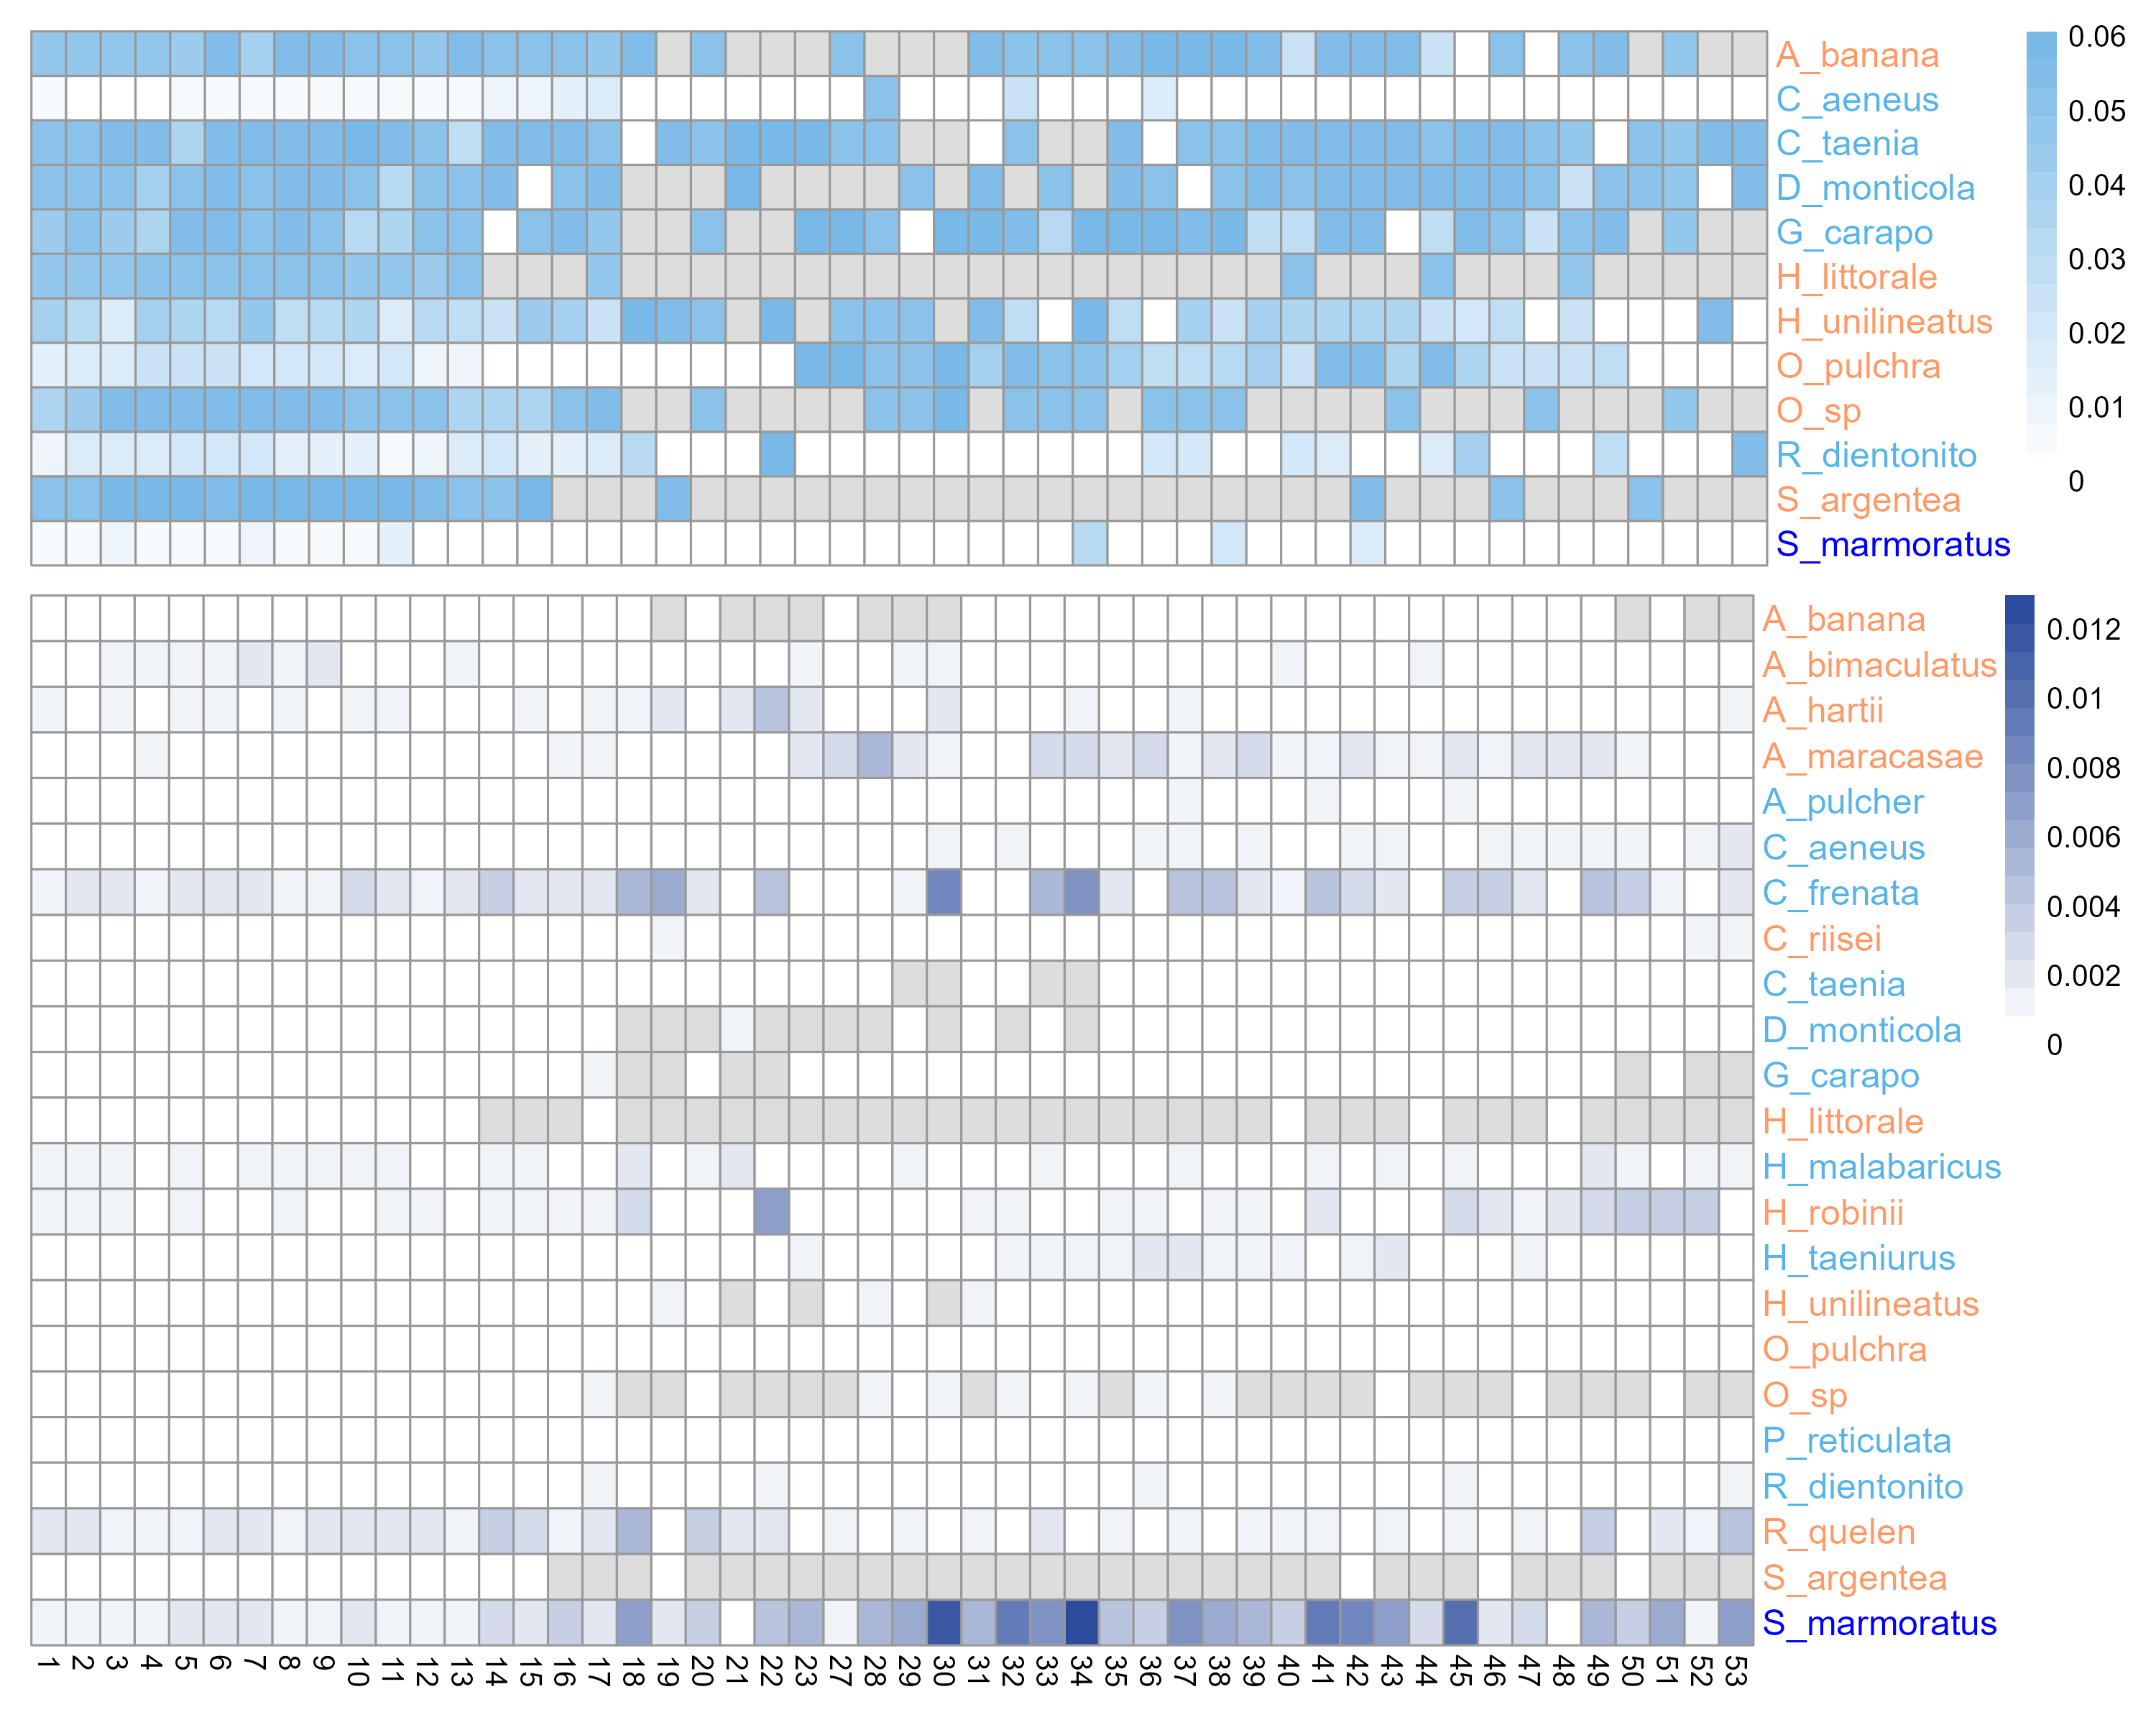 A_banana
C_aeneus
C_taenia
D_monticola
G_carapo
H_littorale
H_unilineatus
O_pulchra
O_sp
R_dientonito
S_argentea
S_marmoratus
0.06
0.05
0.04
0.03
0.02
0.01
0
A_banana
A_bimaculatus
A_hartii
A_maracasae
A_pulcher
C_aeneus
C_frenata
C_riisei
C_taenia
D_monticola
G_carapo
H_littorale
H_malabaricus
H_robinii
H_taeniurus
H_unilineatus
O_pulchra
O_sp
P_reticulata
R_dientonito
R_quelen
S_argentea
S_marmoratus
0.012
0.01
0.008
0.006
0.004
0.002
0
1 2 3 4 5 6 7 8 9 10 11 12 13 14 15 16 17 18 19 20 21 22 23 27 28 29 30 31 32 33 34 35 36 37 38 39 40 41 42 43 44 45 46 47 48 49 50 51 52 53